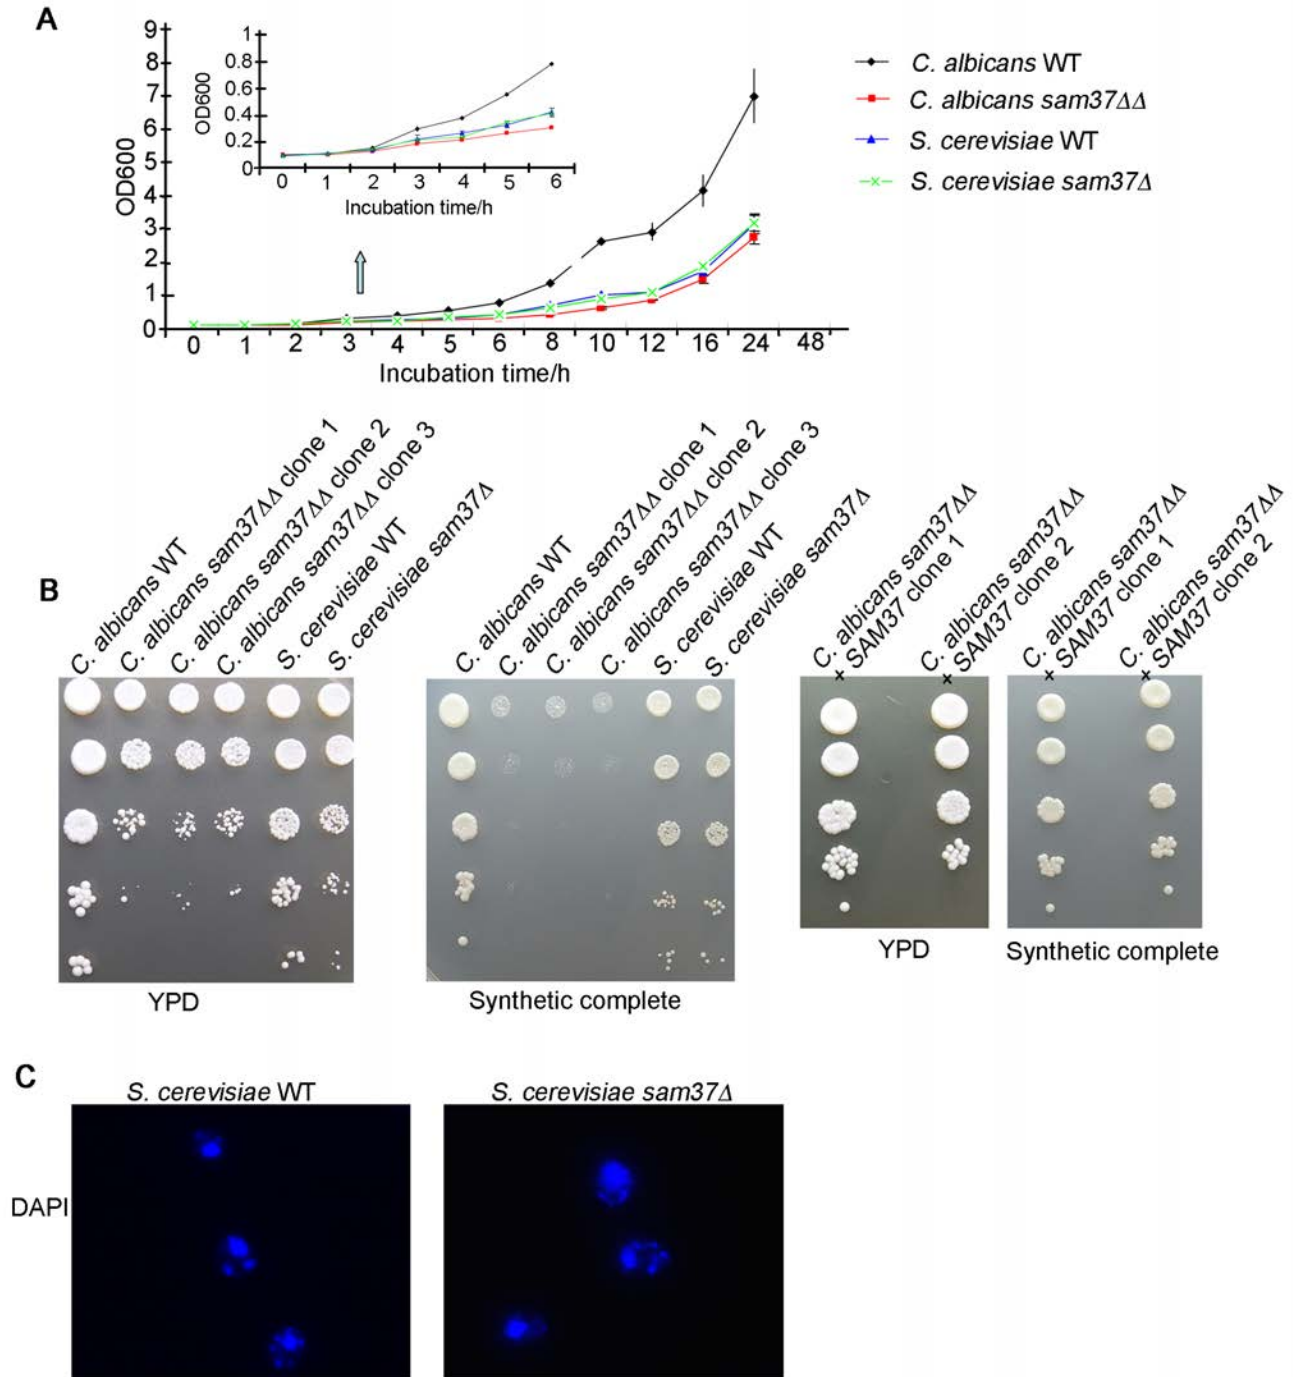 A
9
8
7
6
5
4
3
2
1
0
OD600
1
0.8
0.6
0.4
0.2
0
OD600
0 1 2 3 4 5 6
Incubation time/h
0 1 2 3 4 5 6 8 10 12 16 24 48
Incubation time/h
C. albicans WT
C. albicans sam37ΔΔ
S. cerevisiae WT
S. cerevisiae sam37Δ
B
C. albicans WT
C. albicans sam37ΔΔ clone 1
C. albicans sam37ΔΔ clone 2
C. albicans sam37ΔΔ clone 3
S. cerevisiae WT
S. cerevisiae sam37Δ
YPD
C. albicans WT
C. albicans sam37ΔΔ clone 1
C. albicans sam37ΔΔ clone 2
C. albicans sam37ΔΔ clone 3
S. cerevisiae WT
S. cerevisiae sam37Δ
Synthetic complete
C. albicans sam37ΔΔ
+ SAM37 clone 1
C. albicans sam37ΔΔ
+ SAM37 clone 2
YPD
C. albicans sam37ΔΔ
+ SAM37 clone 1
C. albicans sam37ΔΔ
+ SAM37 clone 2
Synthetic complete
C
S. cerevisiae WT
S. cerevisiae sam37Δ
DAPI